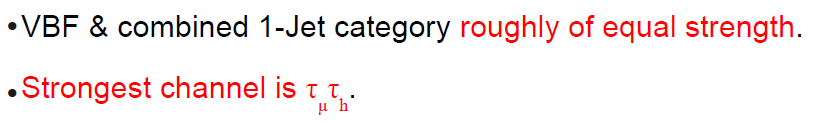 •VBF & combined 1-Jet category roughly of equal strength.
•Strongest channel is τμτh.